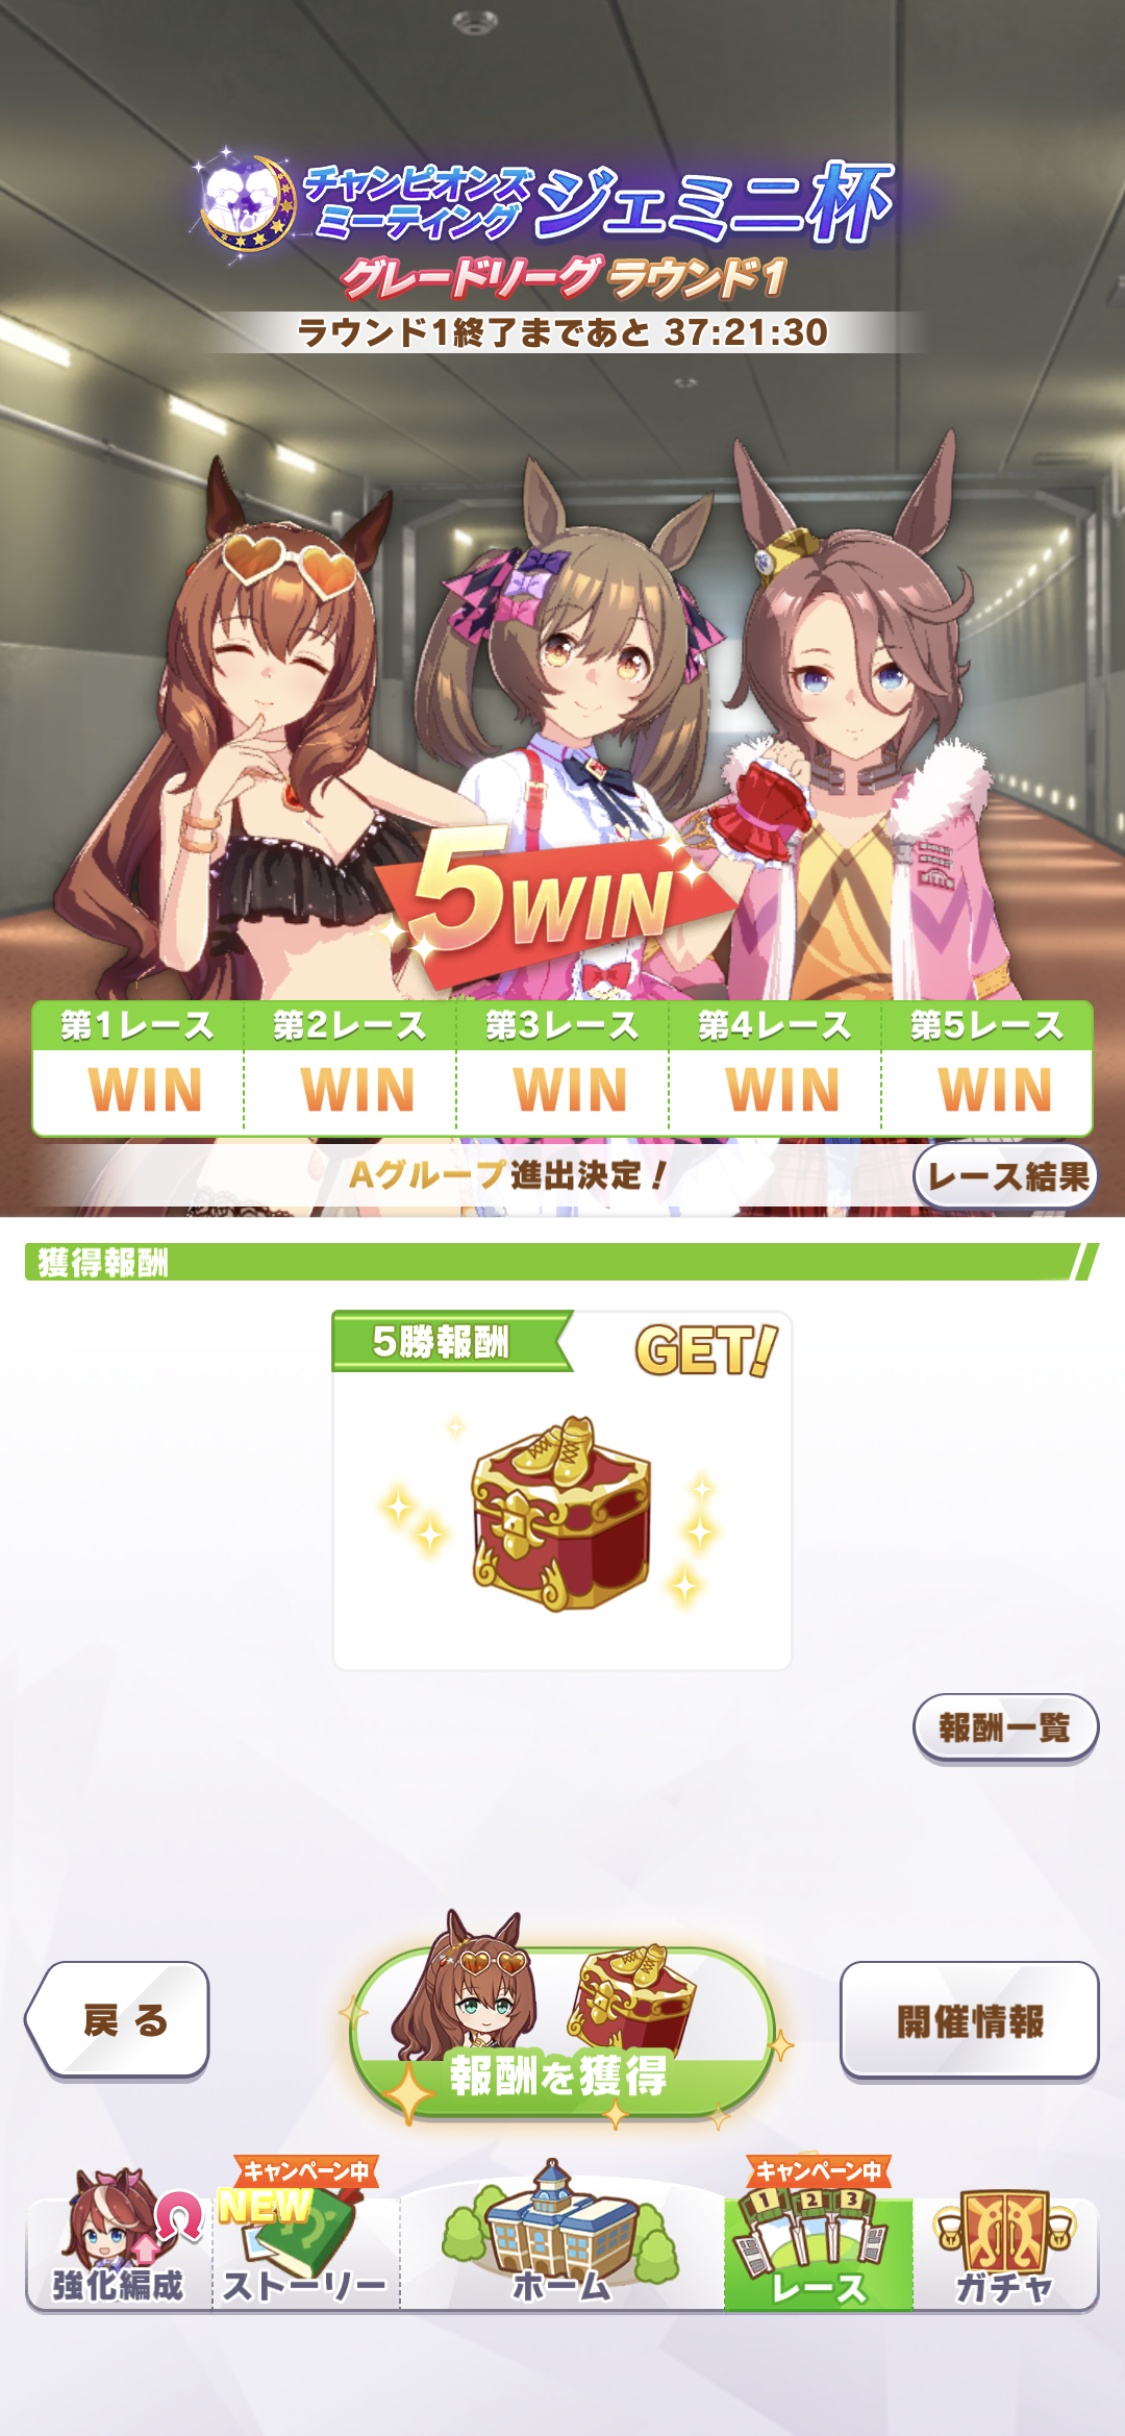 チャンピオンズ
ミーティング
ジェミニ杯
グレードリーグ ラウンド1
ラウンド1終了まであと 37:21:30
5WIN
第1レース 第2レース 第3レース 第4レース 第5レース
WIN WIN WIN WIN WIN
Aグループ進出決定！
レース結果
獲得報酬
5勝報酬
GET!
報酬一覧
戻る
報酬を獲得
開催情報
キャンペーン中
キャンペーン中
NEW
1 2 3
強化編成
ストーリー
ホーム
レース
ガチャ